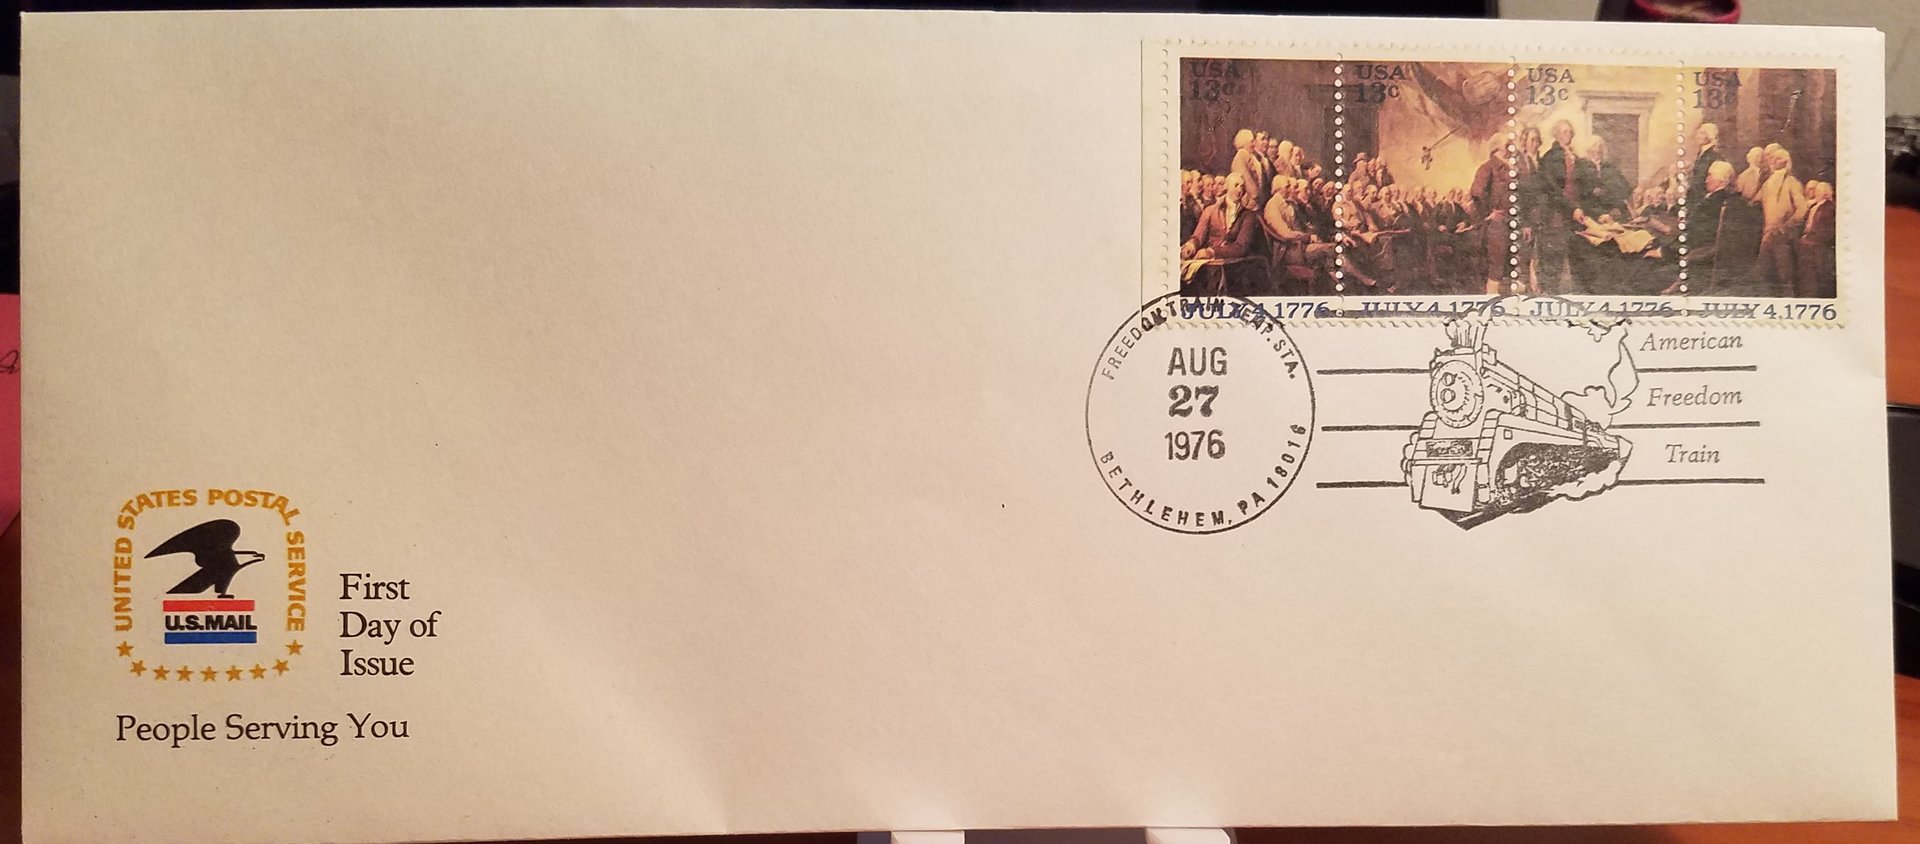 USA 13c USA 13c USA 13c USA 13c
JULY 4, 1776 JULY 4, 1776 JULY 4, 1776 JULY 4, 1776
FREEDOM TRAIN TEMP. STA.
AUG
27
1976
BETHLEHEM, PA 18016
American
Freedom
Train
UNITED STATES POSTAL SERVICE
U.S.MAIL
First
Day of
Issue
People Serving You